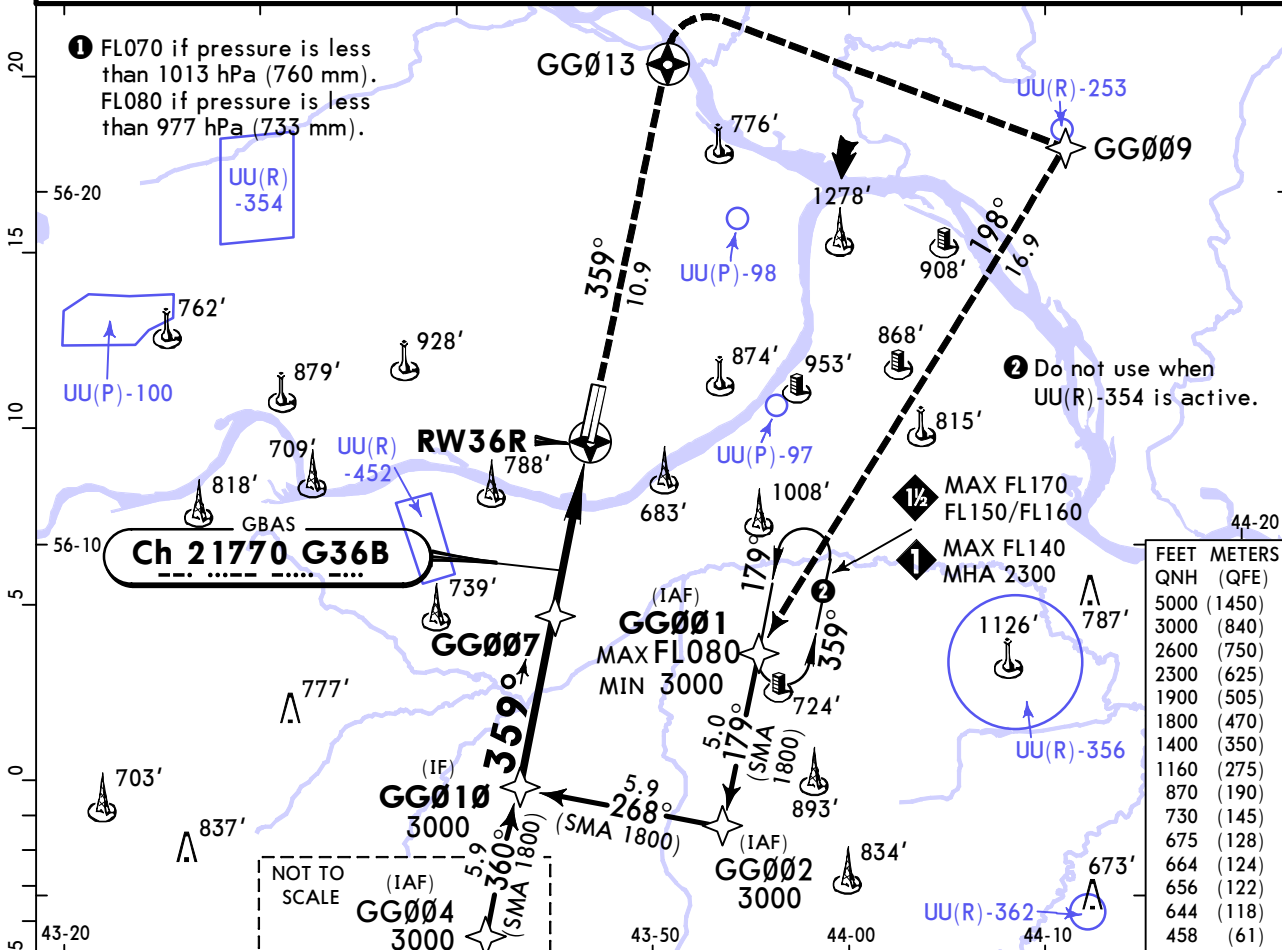 ❶ FL070 if pressure is less
than 1013 hPa (760 mm).
FL080 if pressure is less
than 977 hPa (733 mm).
GGØ13
UU(R)-253
GGØØ9
776'
UU(R)
-354
56-20
20
15
1278'
UU(P)-98
908'
198°
16.9
359°
10.9
762'
UU(P)-100
879'
928'
874'
953'
868'
❷ Do not use when
UU(R)-354 is active.
815'
UU(P)-97
10
RW36R
709'
UU(R)
-452
788'
818'
683'
1008'
1½
MAX FL170
FL150/FL160
1
MAX FL140
MHA 2300
44-20
56-10
GBAS
Ch 21770 G36B
739'
179°
❷
359°
(IAF)
GGØØ1
MAX FL080
MIN 3000
724'
5
GGØØ7
359°
777'
1126'
787'
UU(R)-356
5.0
179°
(SMA
1800)
893'
0
703'
837'
(IF)
GGØ1Ø
3000
5.9
268°
(SMA 1800)
(IAF)
GGØØ2
3000
834'
673'
UU(R)-362
NOT TO
SCALE
5.9
360°
(SMA 1800)
(IAF)
GGØØ4
3000
5
43-20
43-50
44-00
44-10
FEET METERS
QNH (QFE)
5000 (1450)
3000 (840)
2600 (750)
2300 (625)
1900 (505)
1800 (470)
1400 (350)
1160 (275)
870 (190)
730 (145)
675 (128)
664 (124)
656 (122)
644 (118)
458 (61)